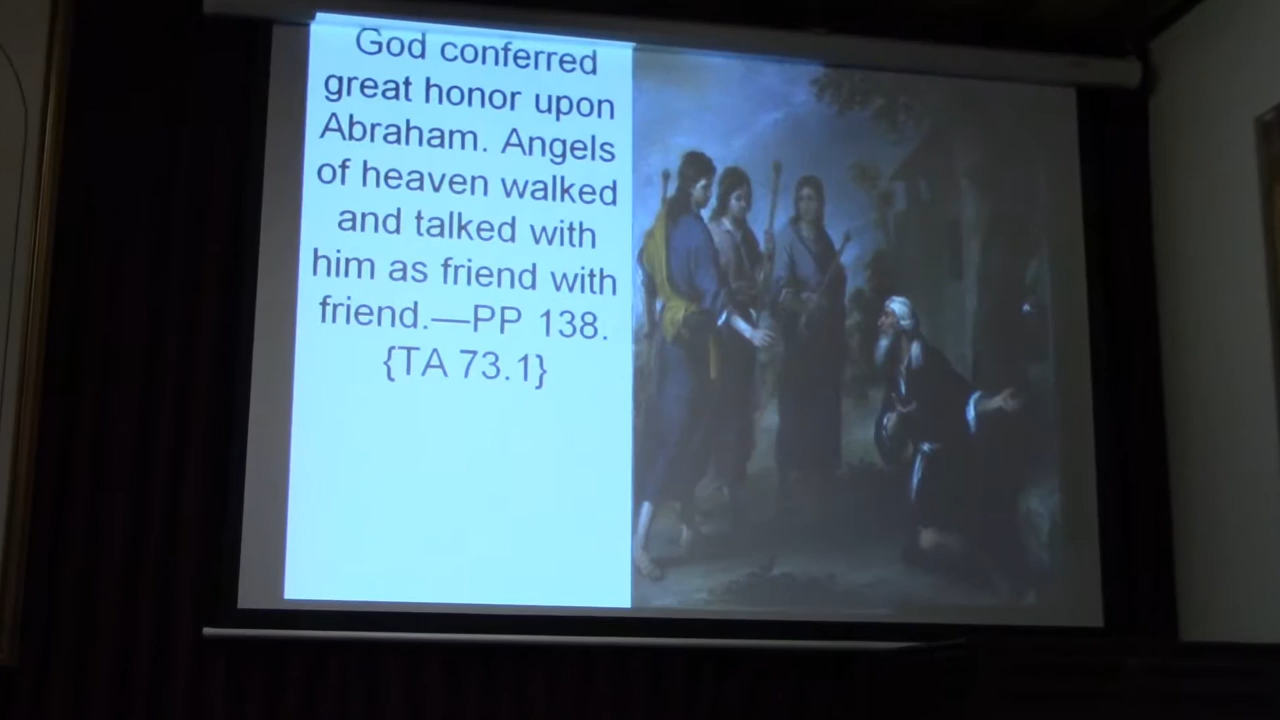 God conferred
great honor upon
Abraham. Angels
of heaven walked
and talked with
him as friend with
friend.—PP 138.
{TA 73.1}